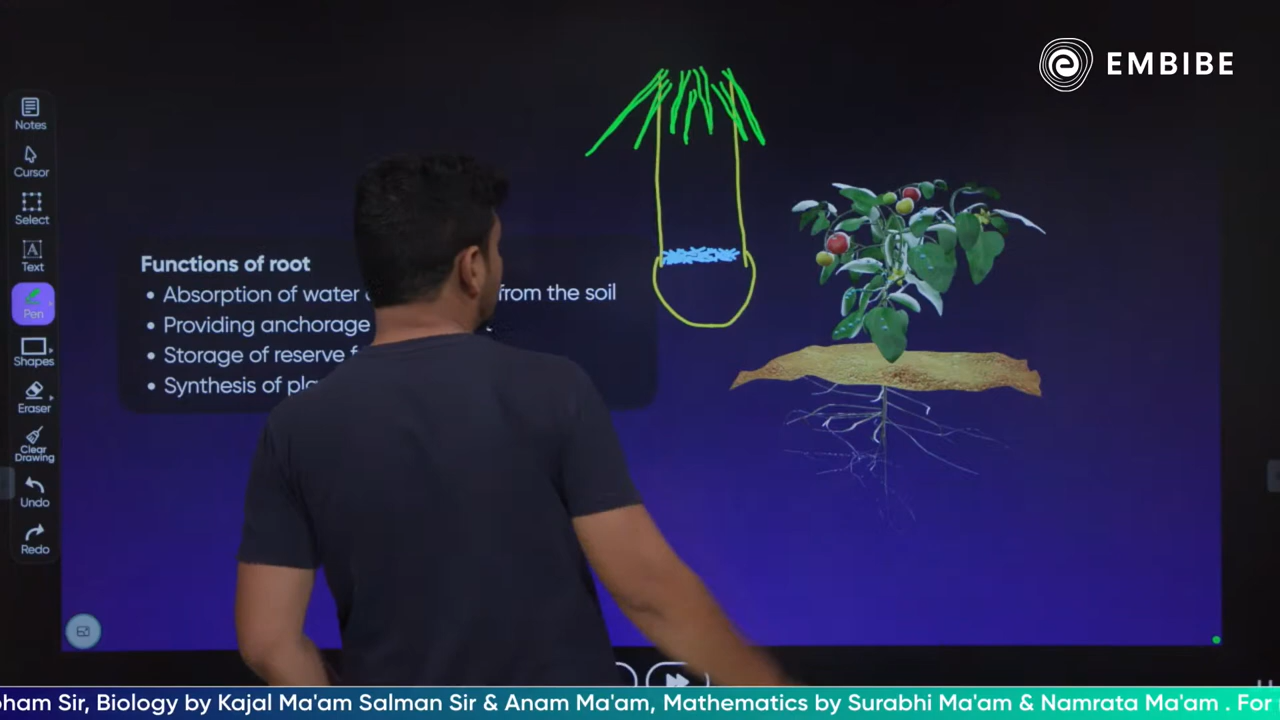 EMBIBE
Notes
Cursor
Select
Text
Pen
Shapes
Eraser
Clear
Drawing
Undo
Redo
Functions of root
• Absorption of water from the soil
• Providing anchorage
• Storage of reserve
• Synthesis of
Sir, Biology by Kajal Ma'am Salman Sir & Anam Ma'am, Mathematics by Surabhi Ma'am & Namrata Ma'am . For